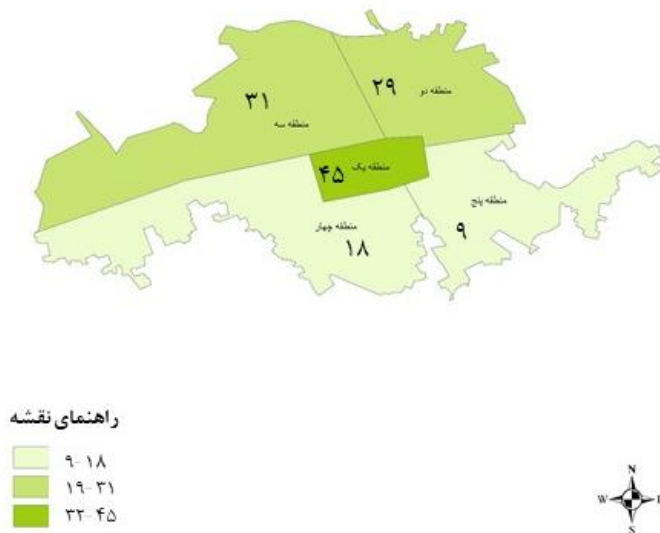 ۲۹
منطقه دو
۳۱
منطقه سه
منطقه یک
۴۵
منطقه پنج
۹
منطقه چهار
۱۸
راهنمای نقشه
۹-۱۸
۱۹-۳۱
۳۲-۴۵
N
W E
S